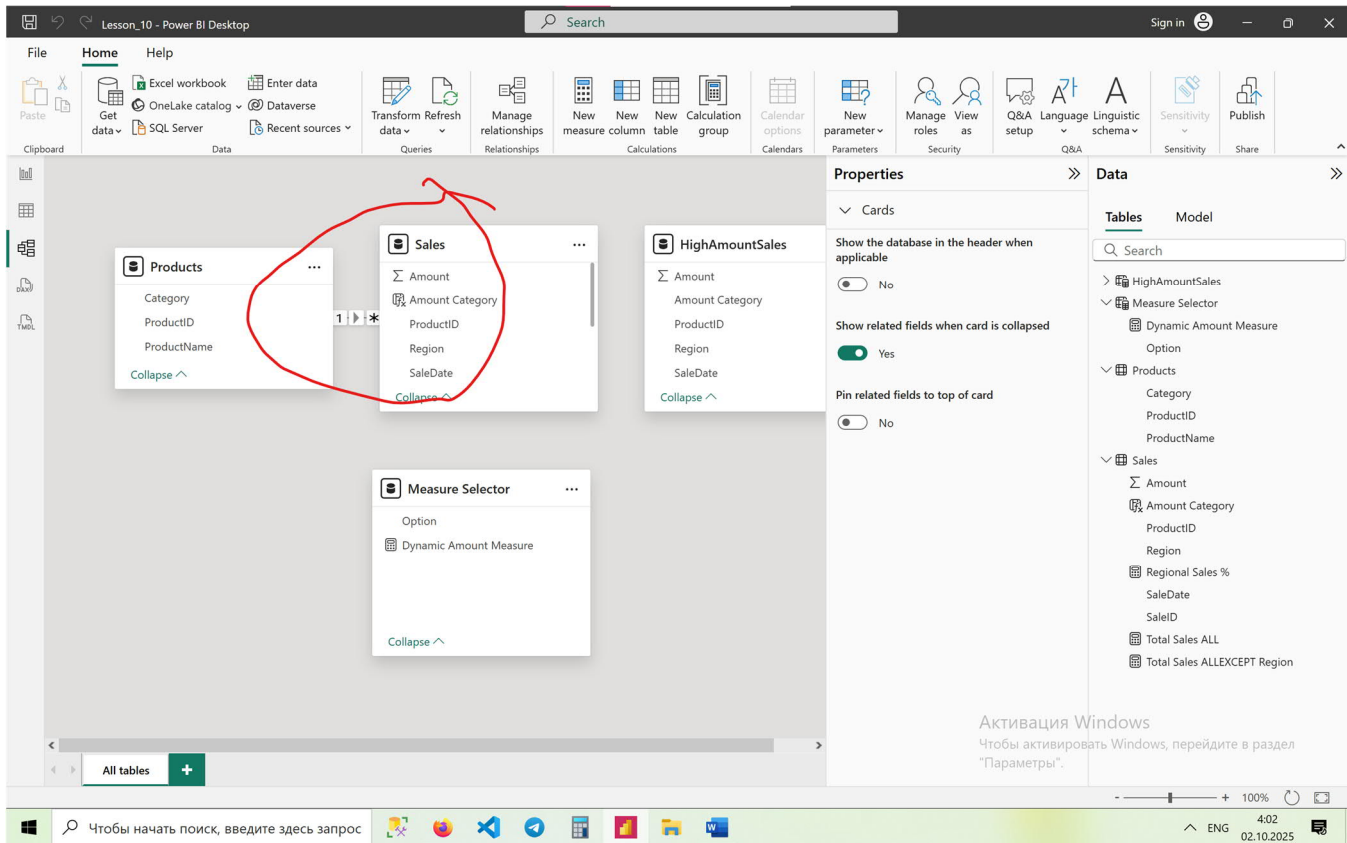 Lesson_10 - Power BI Desktop
Search
Sign in
File
Home
Help
Paste
Clipboard
Get data
Excel workbook
OneLake catalog
SQL Server
Enter data
Dataverse
Recent sources
Data
Transform data
Refresh
Queries
Manage relationships
Relationships
New measure
New column
New table
Calculation group
Calculations
Calendar options
Calendars
New parameter
Parameters
Manage roles
View as
Security
Q&A setup
Language
Linguistic schema
Q&A
Sensitivity
Sensitivity
Publish
Share
DAX
TMDL
Products
Category
ProductID
ProductName
Collapse
1
*
Sales
Amount
Amount Category
ProductID
Region
SaleDate
Collapse
HighAmountSales
Amount
Amount Category
ProductID
Region
SaleDate
Collapse
Measure Selector
Option
Dynamic Amount Measure
Collapse
All tables
Properties
Cards
Show the database in the header when
applicable
No
Show related fields when card is collapsed
Yes
Pin related fields to top of card
No
Data
Tables
Model
Search
HighAmountSales
Measure Selector
Dynamic Amount Measure
Option
Products
Category
ProductID
ProductName
Sales
Amount
Amount Category
ProductID
Region
Regional Sales %
SaleDate
SaleID
Total Sales ALL
Total Sales ALLEXCEPT Region
Активация Windows
Чтобы активировать Windows, перейдите в раздел
"Параметры".
100%
Чтобы начать поиск, введите здесь запрос
ENG
4:02
02.10.2025